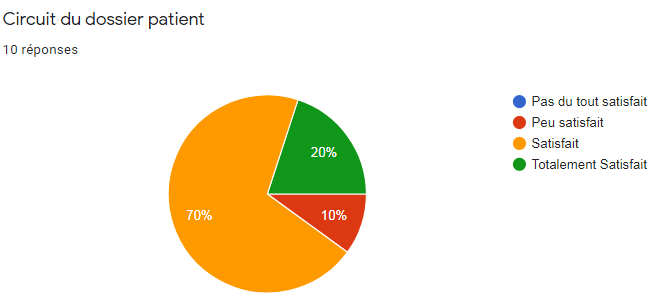 Circuit du dossier patient
10 réponses
Pas du tout satisfait
Peu satisfait
Satisfait
Totalement Satisfait
20%
10%
70%